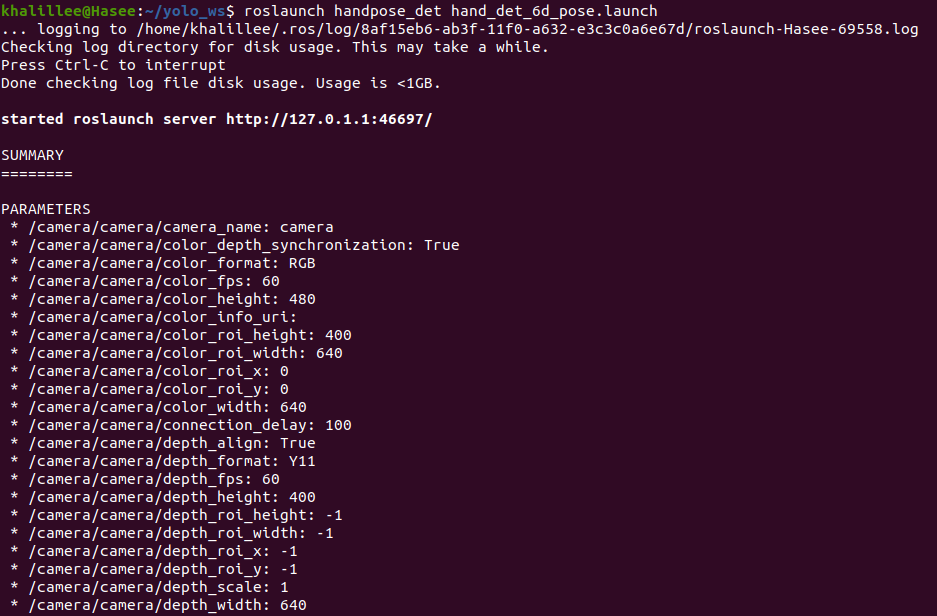 khalillee@Hasee:~/yolo_ws$ roslaunch handpose_det hand_det_6d_pose.launch
... logging to /home/khalillee/.ros/log/8af15eb6-ab3f-11f0-a632-e3c3c0a6e67d/roslaunch-Hasee-69558.log
Checking log directory for disk usage. This may take a while.
Press Ctrl-C to interrupt
Done checking log file disk usage. Usage is <1GB.
started roslaunch server http://127.0.1.1:46697/
SUMMARY
========
PARAMETERS
* /camera/camera/camera_name: camera
* /camera/camera/color_depth_synchronization: True
* /camera/camera/color_format: RGB
* /camera/camera/color_fps: 60
* /camera/camera/color_height: 480
* /camera/camera/color_info_uri:
* /camera/camera/color_roi_height: 400
* /camera/camera/color_roi_width: 640
* /camera/camera/color_roi_x: 0
* /camera/camera/color_roi_y: 0
* /camera/camera/color_width: 640
* /camera/camera/connection_delay: 100
* /camera/camera/depth_align: True
* /camera/camera/depth_format: Y11
* /camera/camera/depth_fps: 60
* /camera/camera/depth_height: 400
* /camera/camera/depth_roi_height: -1
* /camera/camera/depth_roi_width: -1
* /camera/camera/depth_roi_x: -1
* /camera/camera/depth_roi_y: -1
* /camera/camera/depth_scale: 1
* /camera/camera/depth_width: 640